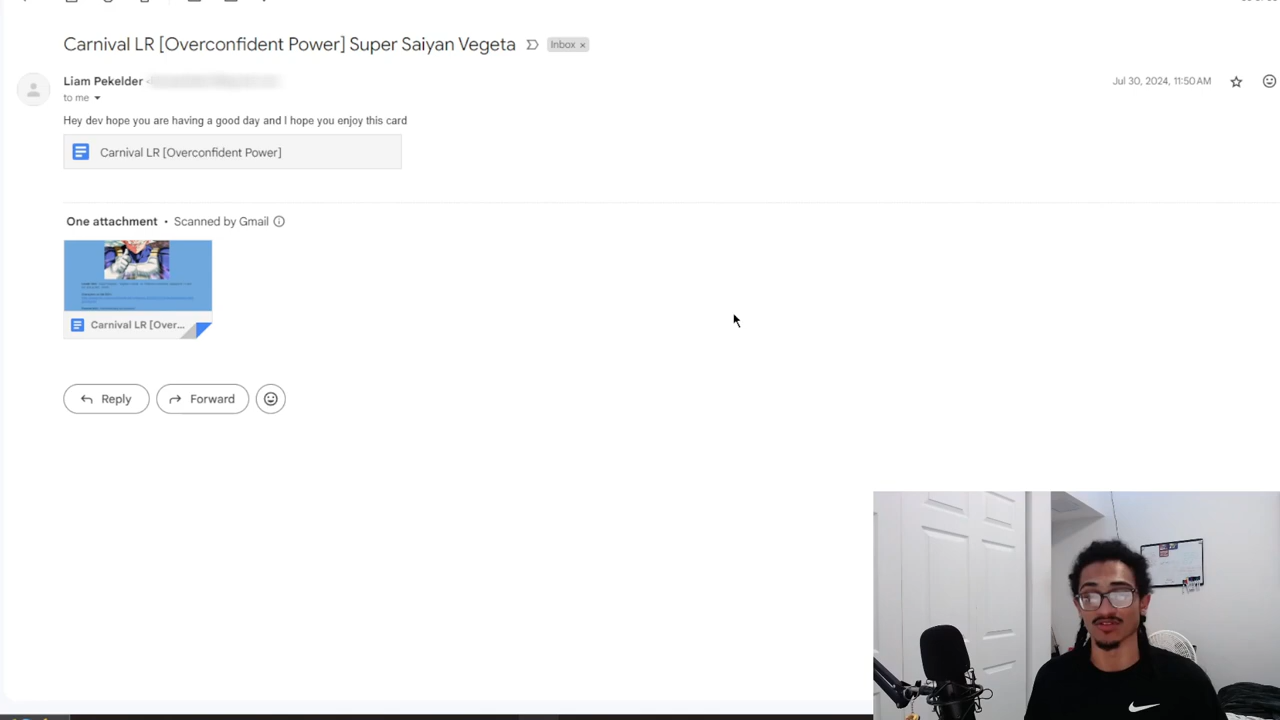 Carnival LR [Overconfident Power] Super Saiyan Vegeta Inbox ×
Liam Pekelder
Jul 30, 2024, 11:50 AM
to me
Hey dev hope you are having a good day and I hope you enjoy this card
Carnival LR [Overconfident Power]
One attachment • Scanned by Gmail
Carnival LR [Over...
Reply
Forward